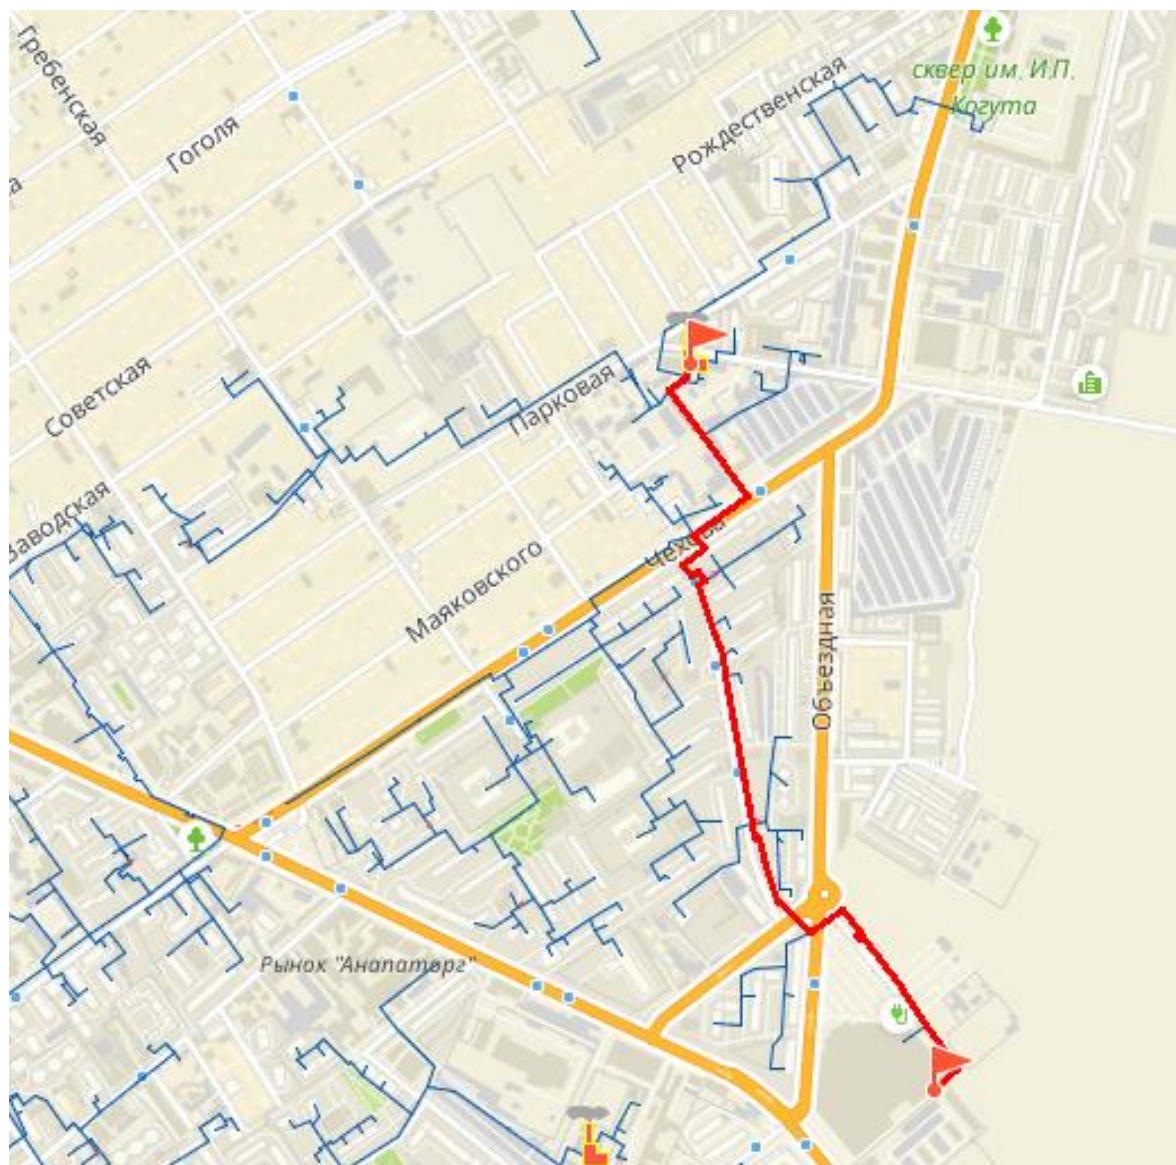 Гребенская
Гоголя
Рождественская
сквер им. И.П.
Когута
Советская
Парковая
Заводская
Чехова
Маяковского
Объездная
Рынок "Анапаторг"